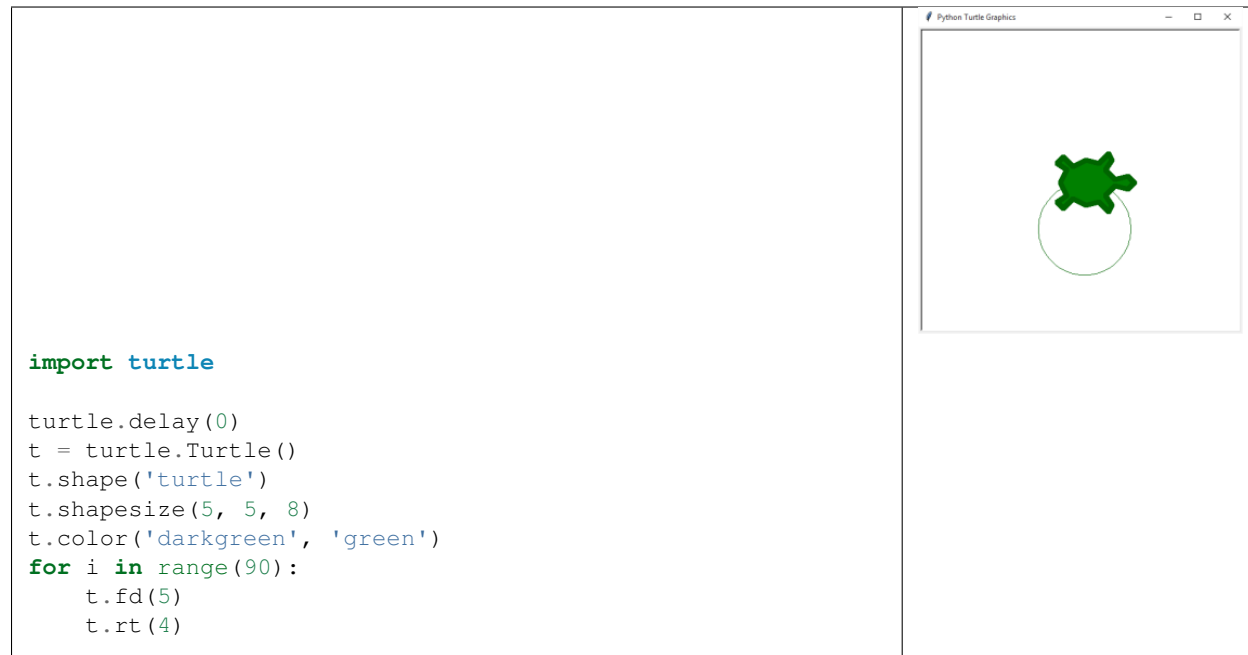 Python Turtle Graphics
import turtle
turtle.delay(0)
t = turtle.Turtle()
t.shape('turtle')
t.shapesize(5, 5, 8)
t.color('darkgreen', 'green')
for i in range(90):
    t.fd(5)
    t.rt(4)